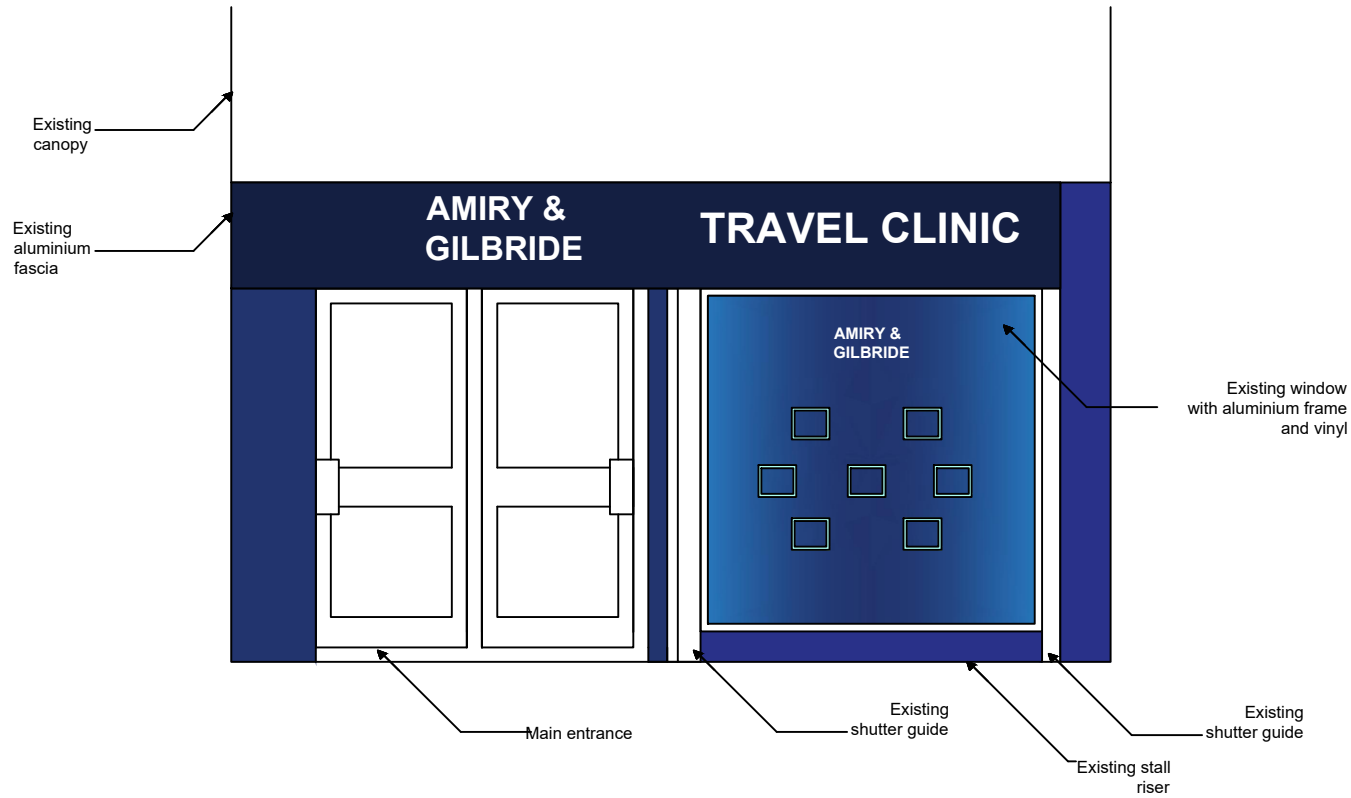 Existing
canopy
Existing
aluminium
fascia
AMIRY &
GILBRIDE
TRAVEL CLINIC
AMIRY &
GILBRIDE
Existing window
with aluminium frame
and vinyl
Main entrance
Existing
shutter guide
Existing
shutter guide
Existing stall
riser